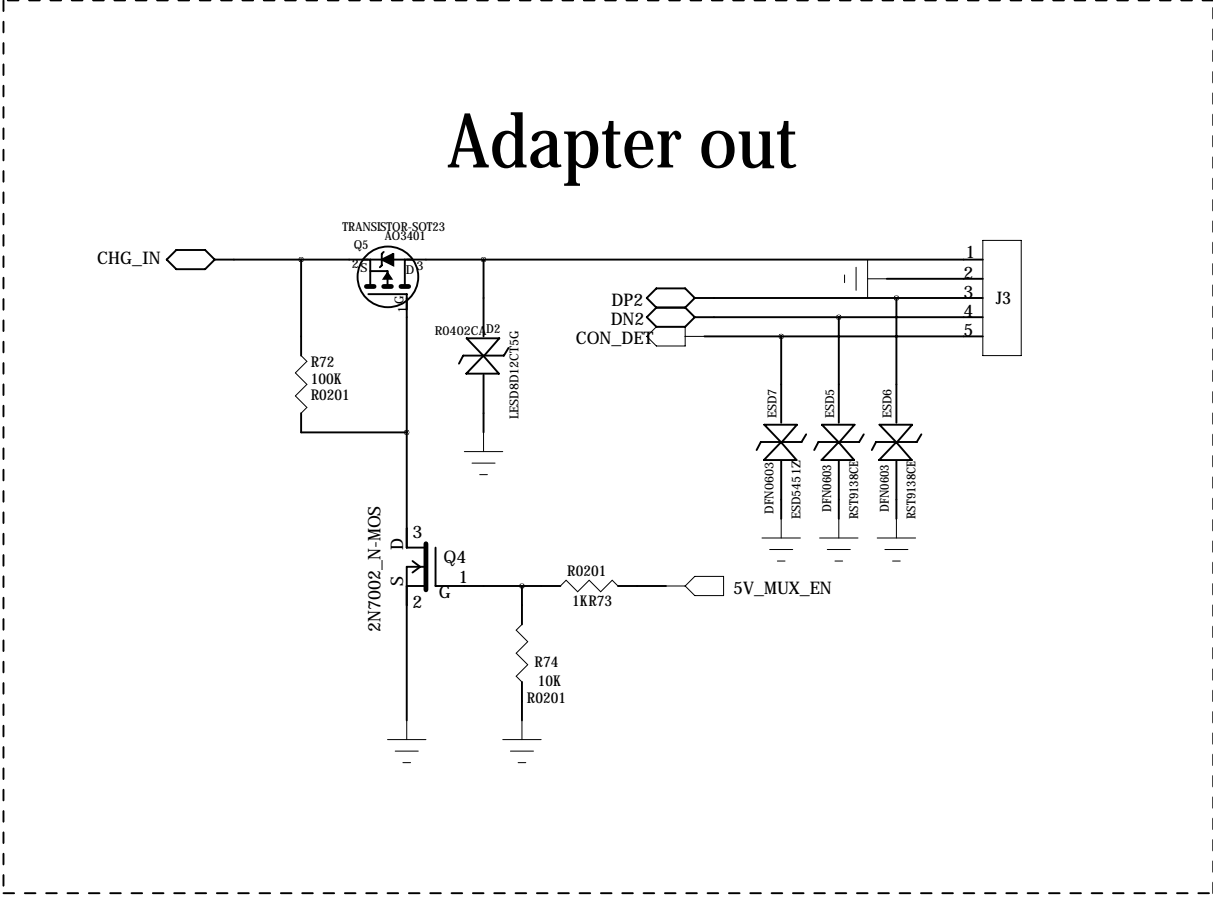 Adapter out
TRANSISTOR-SOT23
AO3401
Q5
CHG_IN
2
S
D
3
G
1
1
2
3
4
5
J3
DP2
DN2
CON_DET
R0402CA
D2
LESD8D12CT5G
R72
100K
R0201
ESD7
ESD5
ESD6
DFN0603
ESD5451Z
DFN0603
RST9138CE
DFN0603
RST9138CE
2N7002_N-MOS
D
3
S
2
Q4
1
G
R0201
1KR73
5V_MUX_EN
R74
10K
R0201